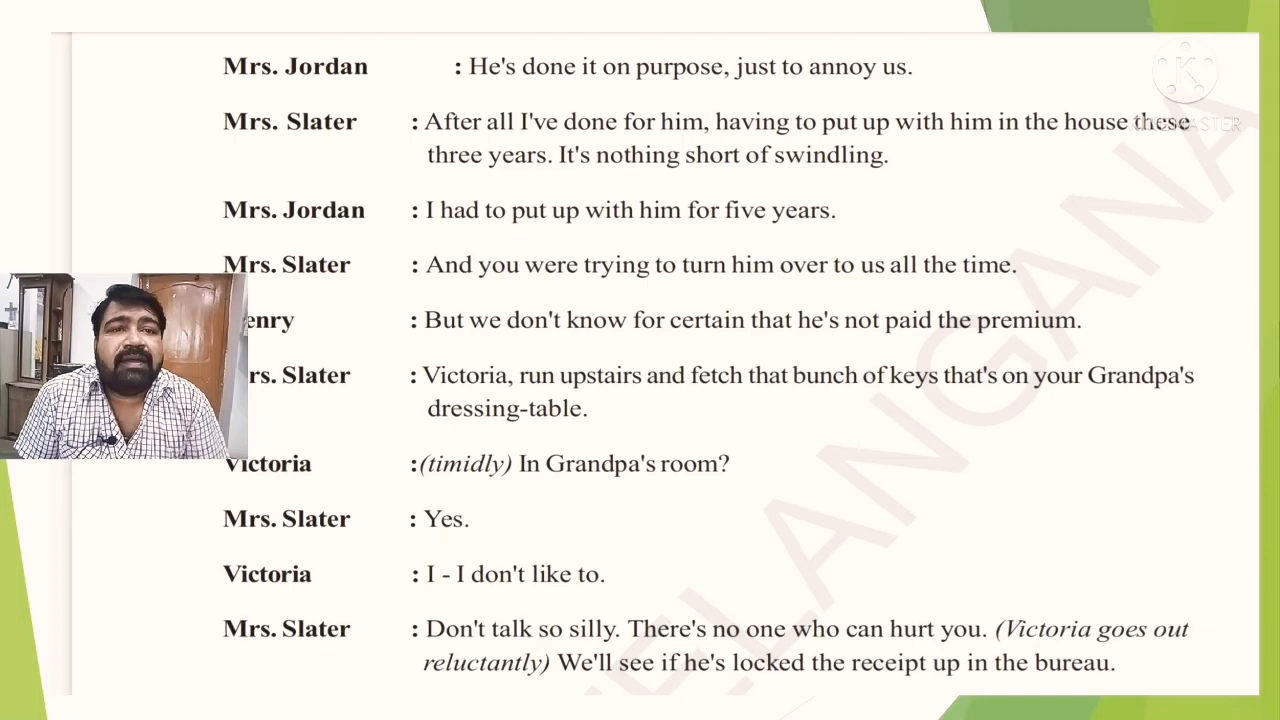 Mrs. Jordan : He's done it on purpose, just to annoy us.
Mrs. Slater : After all I've done for him, having to put up with him in the house these
three years. It's nothing short of swindling.
Mrs. Jordan : I had to put up with him for five years.
Mrs. Slater : And you were trying to turn him over to us all the time.
enry : But we don't know for certain that he's not paid the premium.
rs. Slater : Victoria, run upstairs and fetch that bunch of keys that's on your Grandpa's
dressing-table.
Victoria :(timidly) In Grandpa's room?
Mrs. Slater : Yes.
Victoria : I - I don't like to.
Mrs. Slater : Don't talk so silly. There's no one who can hurt you. (Victoria goes out
reluctantly) We'll see if he's locked the receipt up in the bureau.
K
KINEMASTER
ELANGANA